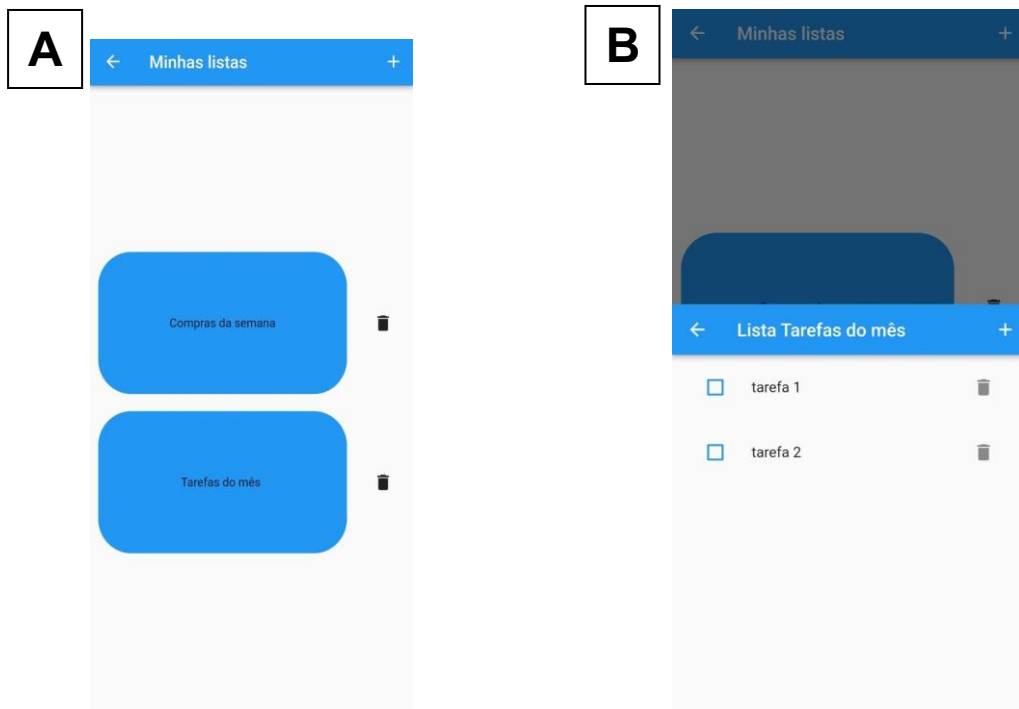 A
Minhas listas
Compras da semana
Tarefas do mês
B
Minhas listas
Lista Tarefas do mês
tarefa 1
tarefa 2